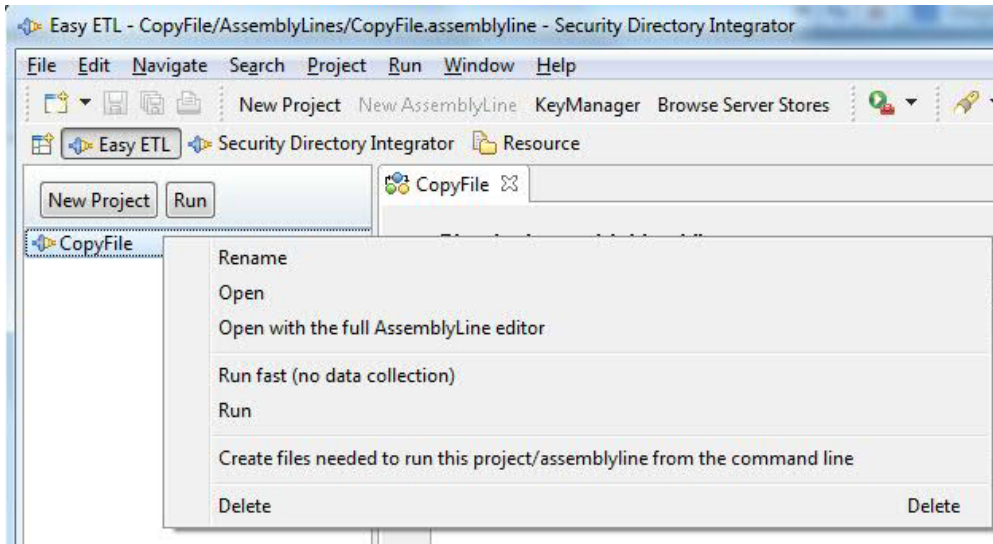 Easy ETL - CopyFile/AssemblyLines/CopyFile.assemblyline - Security Directory Integrator
File Edit Navigate Search Project Run Window Help
New Project New AssemblyLine KeyManager Browse Server Stores
Easy ETL Security Directory Integrator Resource
New Project Run
CopyFile
CopyFile
Rename
Open
Open with the full AssemblyLine editor
Run fast (no data collection)
Run
Create files needed to run this project/assemblyline from the command line
Delete Delete